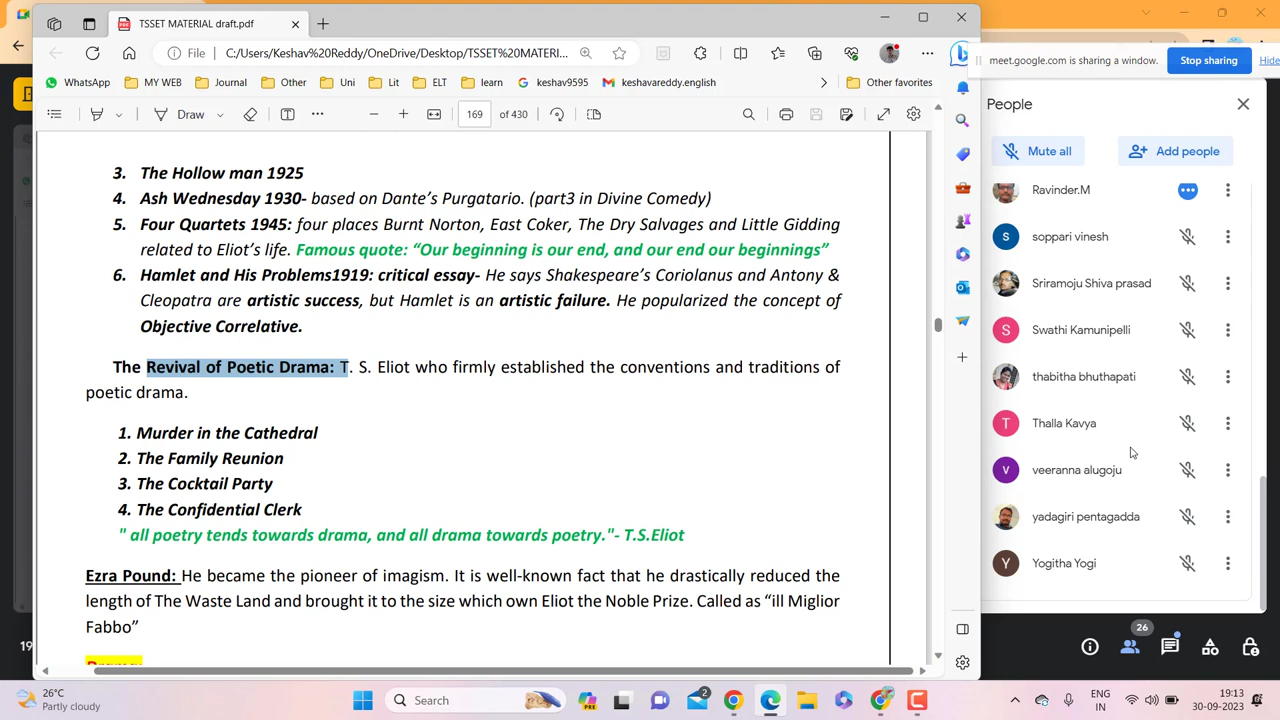 TSSET MATERIAL draft.pdf
File
C:/Users/Keshav%20Reddy/OneDrive/Desktop/TSSET%20MATERI...
meet.google.com is sharing a window.
Stop sharing
Hide
WhatsApp
MY WEB
Journal
Other
Uni
Lit
ELT
learn
keshav9595
keshavareddy.english
Other favorites
Draw
169
of 430
3. The Hollow man 1925
4. Ash Wednesday 1930- based on Dante’s Purgatario. (part3 in Divine Comedy)
5. Four Quartets 1945: four places Burnt Norton, East Coker, The Dry Salvages and Little Gidding
related to Eliot’s life. Famous quote: “Our beginning is our end, and our end our beginnings”
6. Hamlet and His Problems1919: critical essay- He says Shakespeare’s Coriolanus and Antony &
Cleopatra are artistic success, but Hamlet is an artistic failure. He popularized the concept of
Objective Correlative.
The Revival of Poetic Drama: T. S. Eliot who firmly established the conventions and traditions of
poetic drama.
1. Murder in the Cathedral
2. The Family Reunion
3. The Cocktail Party
4. The Confidential Clerk
" all poetry tends towards drama, and all drama towards poetry."- T.S.Eliot
Ezra Pound: He became the pioneer of imagism. It is well-known fact that he drastically reduced the
length of The Waste Land and brought it to the size which own Eliot the Noble Prize. Called as “ill Miglior
Fabbo”
People
Mute all
Add people
Ravinder.M
S
soppari vinesh
Sriramoju Shiva prasad
S
Swathi Kamunipelli
thabitha bhuthapati
T
Thalla Kavya
V
veeranna alugoju
yadagiri pentagadda
Y
Yogitha Yogi
26
19
26°C
Partly cloudy
Search
PRE
2
ENG
IN
19:13
30-09-2023